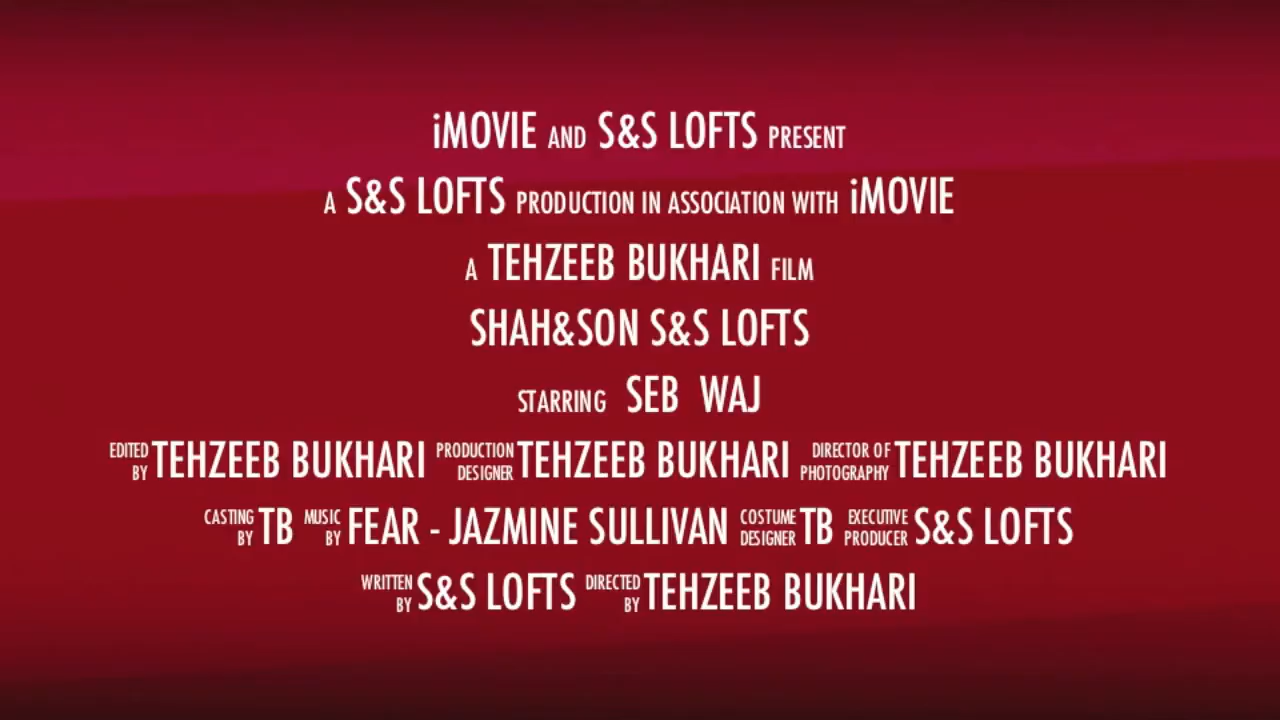 iMOVIE AND S&S LOFTS PRESENT
A S&S LOFTS PRODUCTION IN ASSOCIATION WITH iMOVIE
A TEHZEEB BUKHARI FILM
SHAH&SON S&S LOFTS
STARRING SEB WAJ
EDITED BY TEHZEEB BUKHARI PRODUCTION DESIGNER TEHZEEB BUKHARI DIRECTOR OF PHOTOGRAPHY TEHZEEB BUKHARI
CASTING BY TB MUSIC BY FEAR - JAZMINE SULLIVAN COSTUME DESIGNER TB EXECUTIVE PRODUCER S&S LOFTS
WRITTEN BY S&S LOFTS DIRECTED BY TEHZEEB BUKHARI